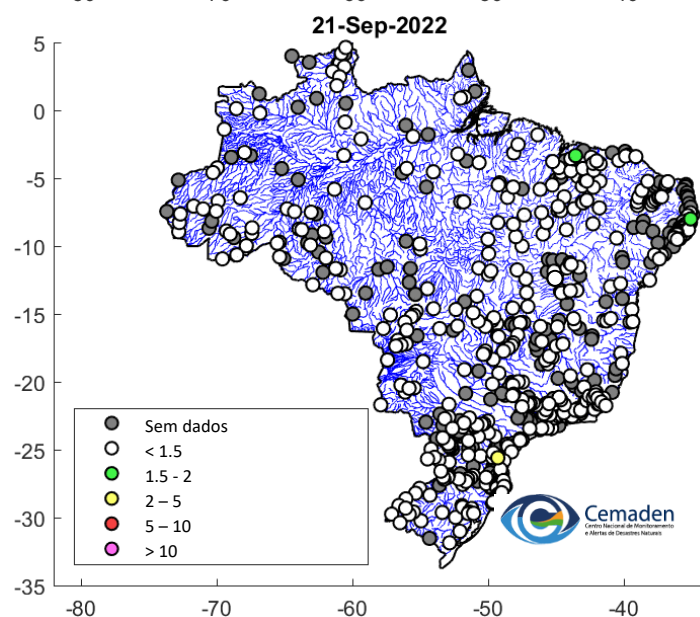 21-Sep-2022
5
0
-5
-10
-15
-20
-25
-30
-35
Sem dados
< 1.5
1.5 - 2
2 – 5
5 – 10
> 10
Cemaden
Centro Nacional de Monitoramento
e Alertas de Desastres Naturais
-80
-70
-60
-50
-40